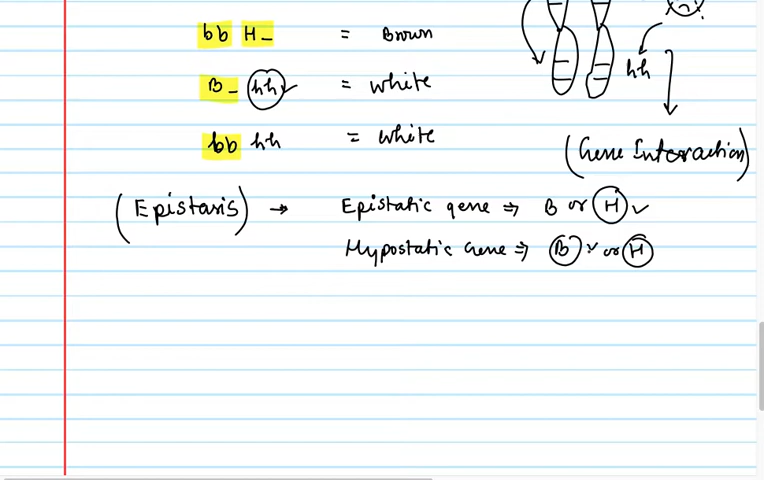 bb H_ = Brown
B_ hh = white
hh
bb hh = white
(Gene Interaction)
(Epistasis) → Epistatic gene ⇒ B or H ✓
Hypostatic Gene ⇒ B ✓ or H